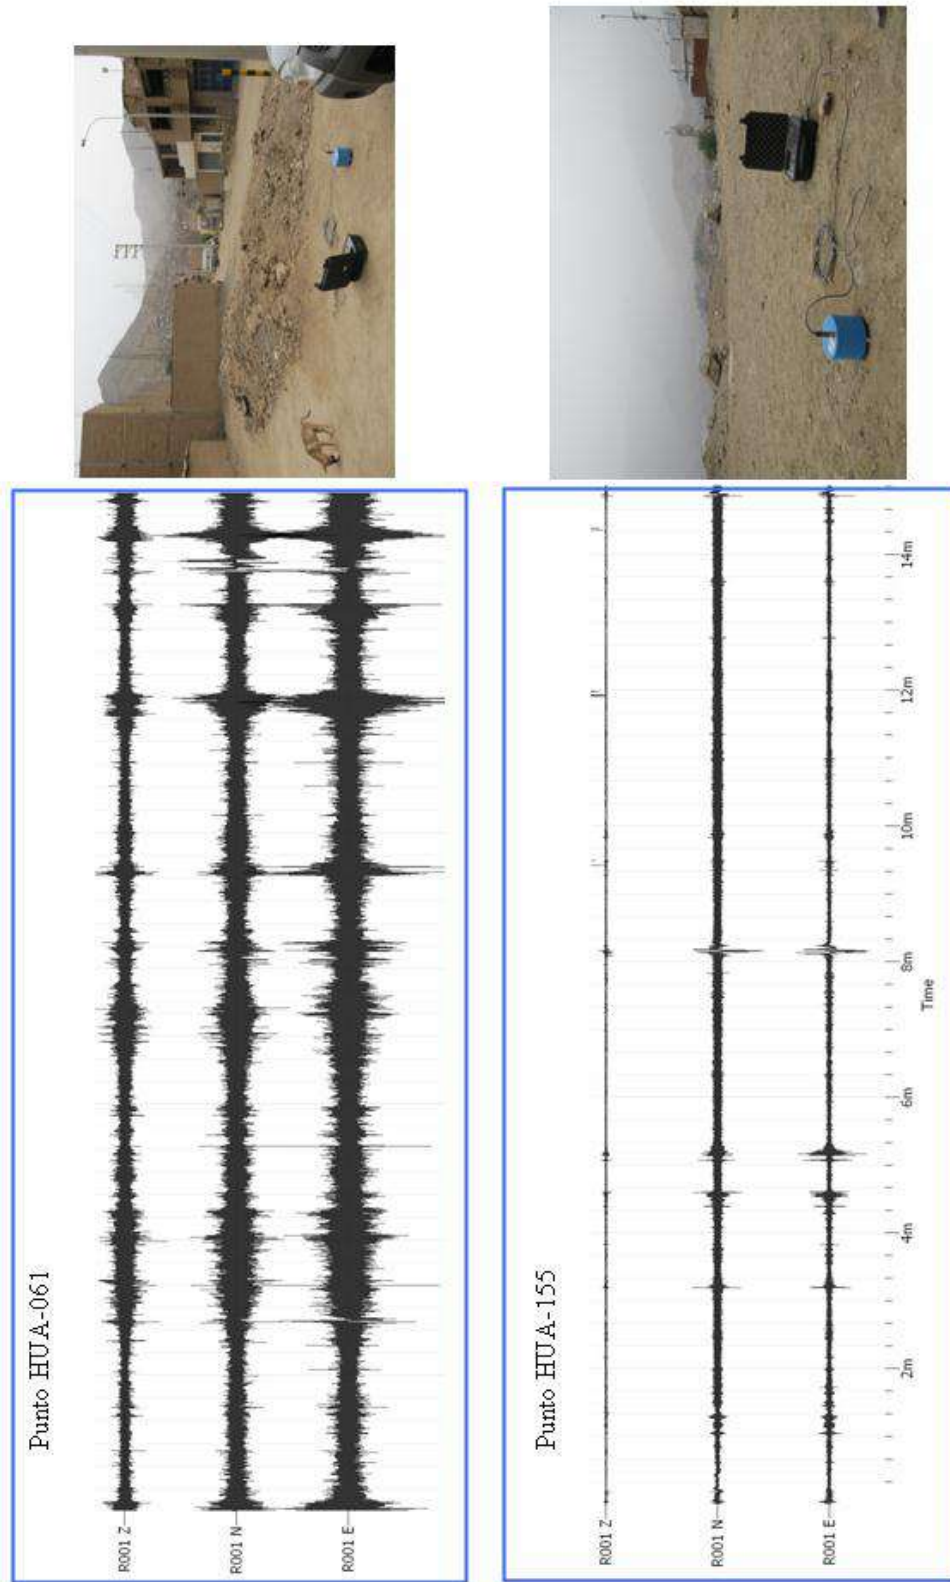 Punto HUA-061
R001 Z
R001 N
R001 E
Punto HUA-155
R001 Z
R001 N
R001 E
2m
4m
6m
8m
10m
12m
14m
Time